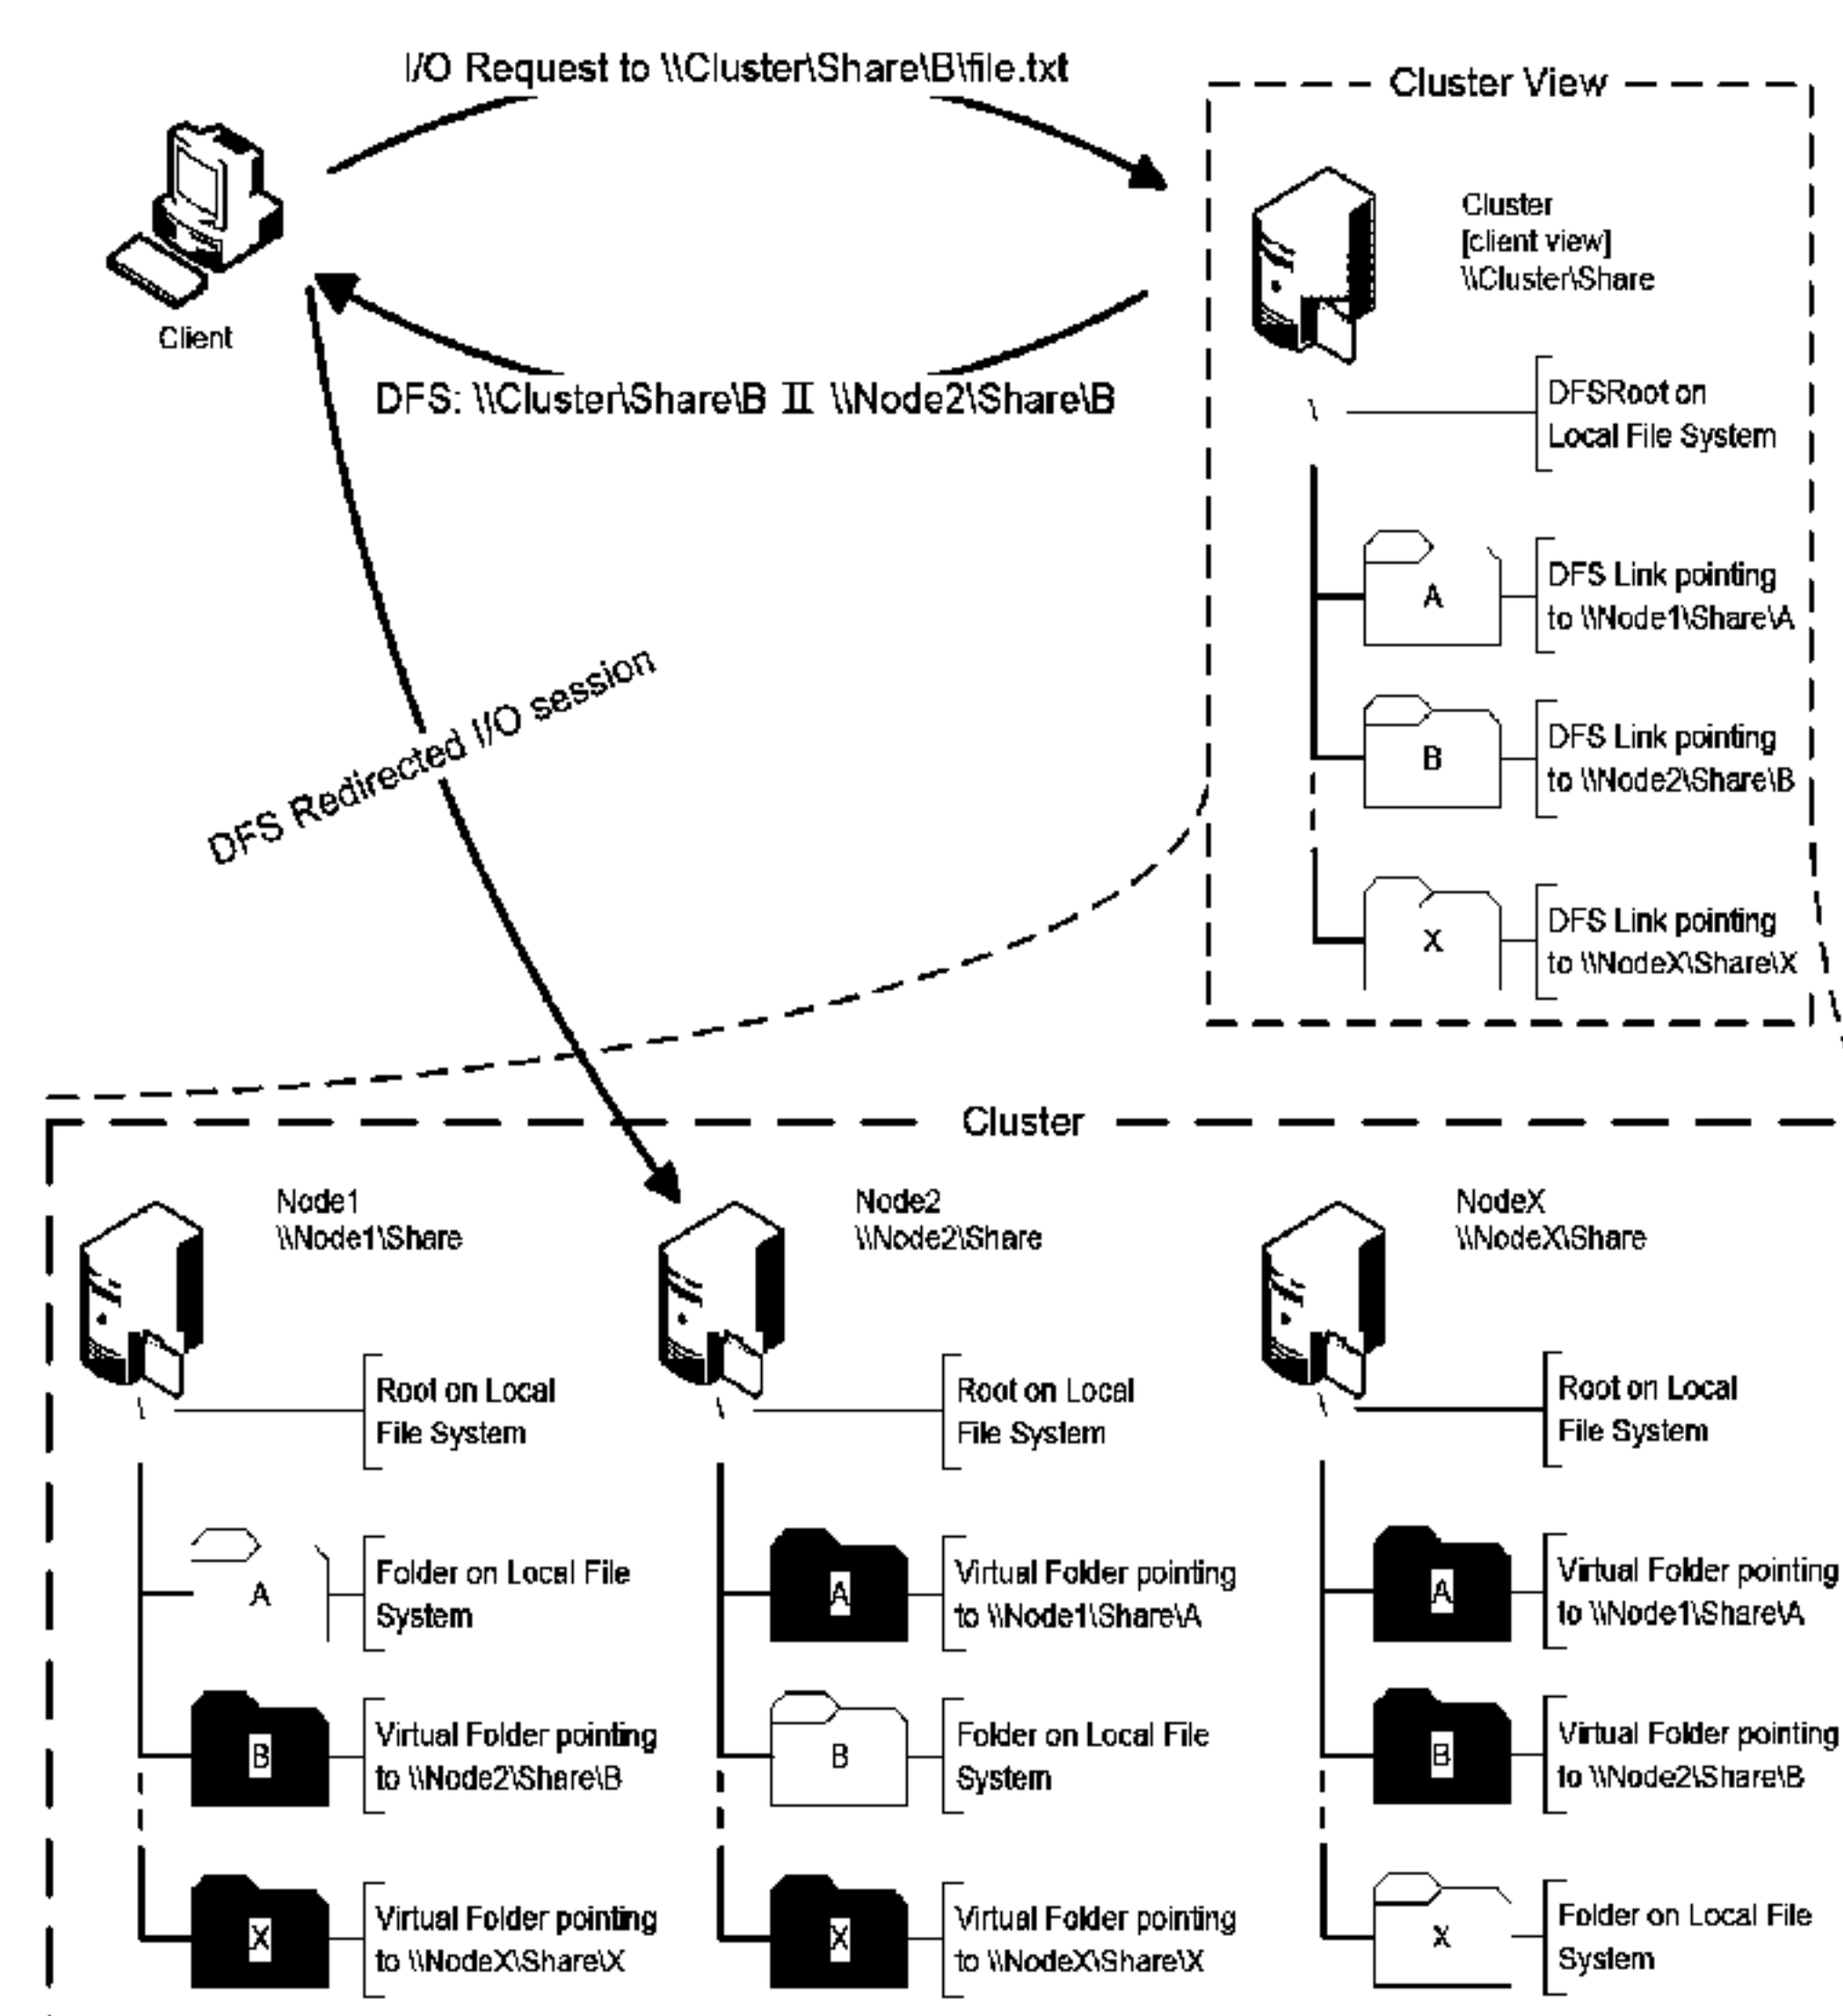 I/O Request to \\Cluster\Share\B\file.txt
Client
DFS: \\Cluster\Share\B II \\Node2\Share\B
DFS Redirected I/O session
Cluster View
Cluster
[client view]
\\Cluster\Share
\
DFSRoot on
Local File System
A
DFS Link pointing
to \\Node1\Share\A
B
DFS Link pointing
to \\Node2\Share\B
X
DFS Link pointing
to \\NodeX\Share\X
Cluster
Node1
\\Node1\Share
\
Root on Local
File System
A
Folder on Local File
System
B
Virtual Folder pointing
to \\Node2\Share\B
X
Virtual Folder pointing
to \\NodeX\Share\X
Node2
\\Node2\Share
\
Root on Local
File System
A
Virtual Folder pointing
to \\Node1\Share\A
B
Folder on Local File
System
X
Virtual Folder pointing
to \\NodeX\Share\X
NodeX
\\NodeX\Share
\
Root on Local
File System
A
Virtual Folder pointing
to \\Node1\Share\A
B
Virtual Folder pointing
to \\Node2\Share\B
X
Folder on Local File
System